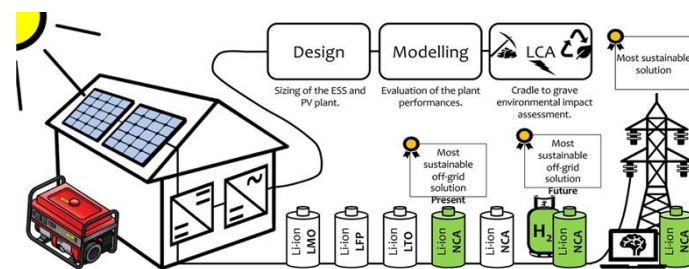 Design
Modelling
LCA
Sizing of the ESS and
PV plant.
Evaluation of the plant
performances.
Cradle to grave
environmental impact
assessment.
Most sustainable
solution
Most
sustainable
off-grid
solution
Present
Most
sustainable
off-grid
solution
Future
Li-ion
LMO
Li-ion
LFP
Li-ion
LTO
Li-ion
NCA
Li-ion
NCA
H2
Li-ion
NCA
Li-ion
NCA